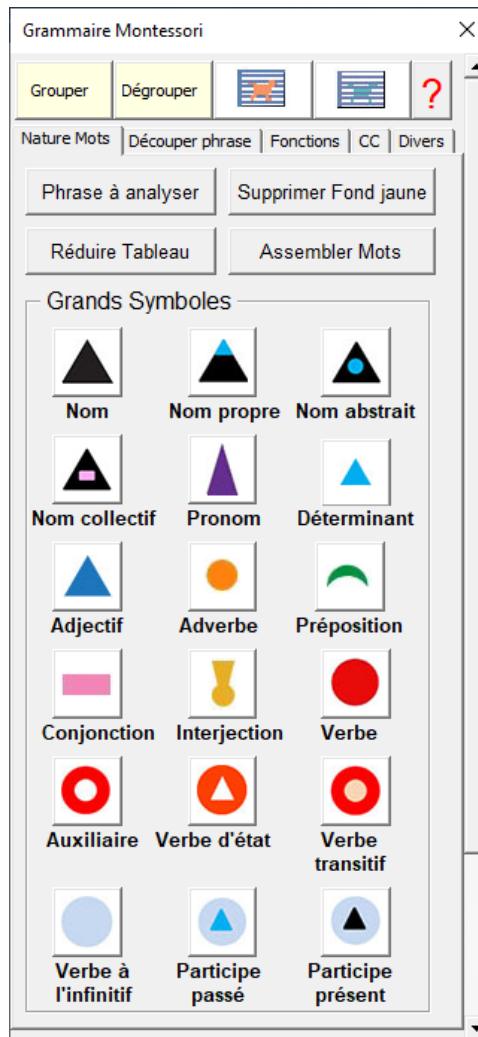 Grammaire Montessori
Grouper Dégrouper ?
Nature Mots Découper phrase Fonctions CC Divers
Phrase à analyser Supprimer Fond jaune
Réduire Tableau Assembler Mots
Grands Symboles
Nom Nom propre Nom abstrait
Nom collectif Pronom Déterminant
Adjectif Adverbe Préposition
Conjonction Interjection Verbe
Auxiliaire Verbe d'état Verbe
transitif
Verbe à Participe Participe
l'infinitif passé présent